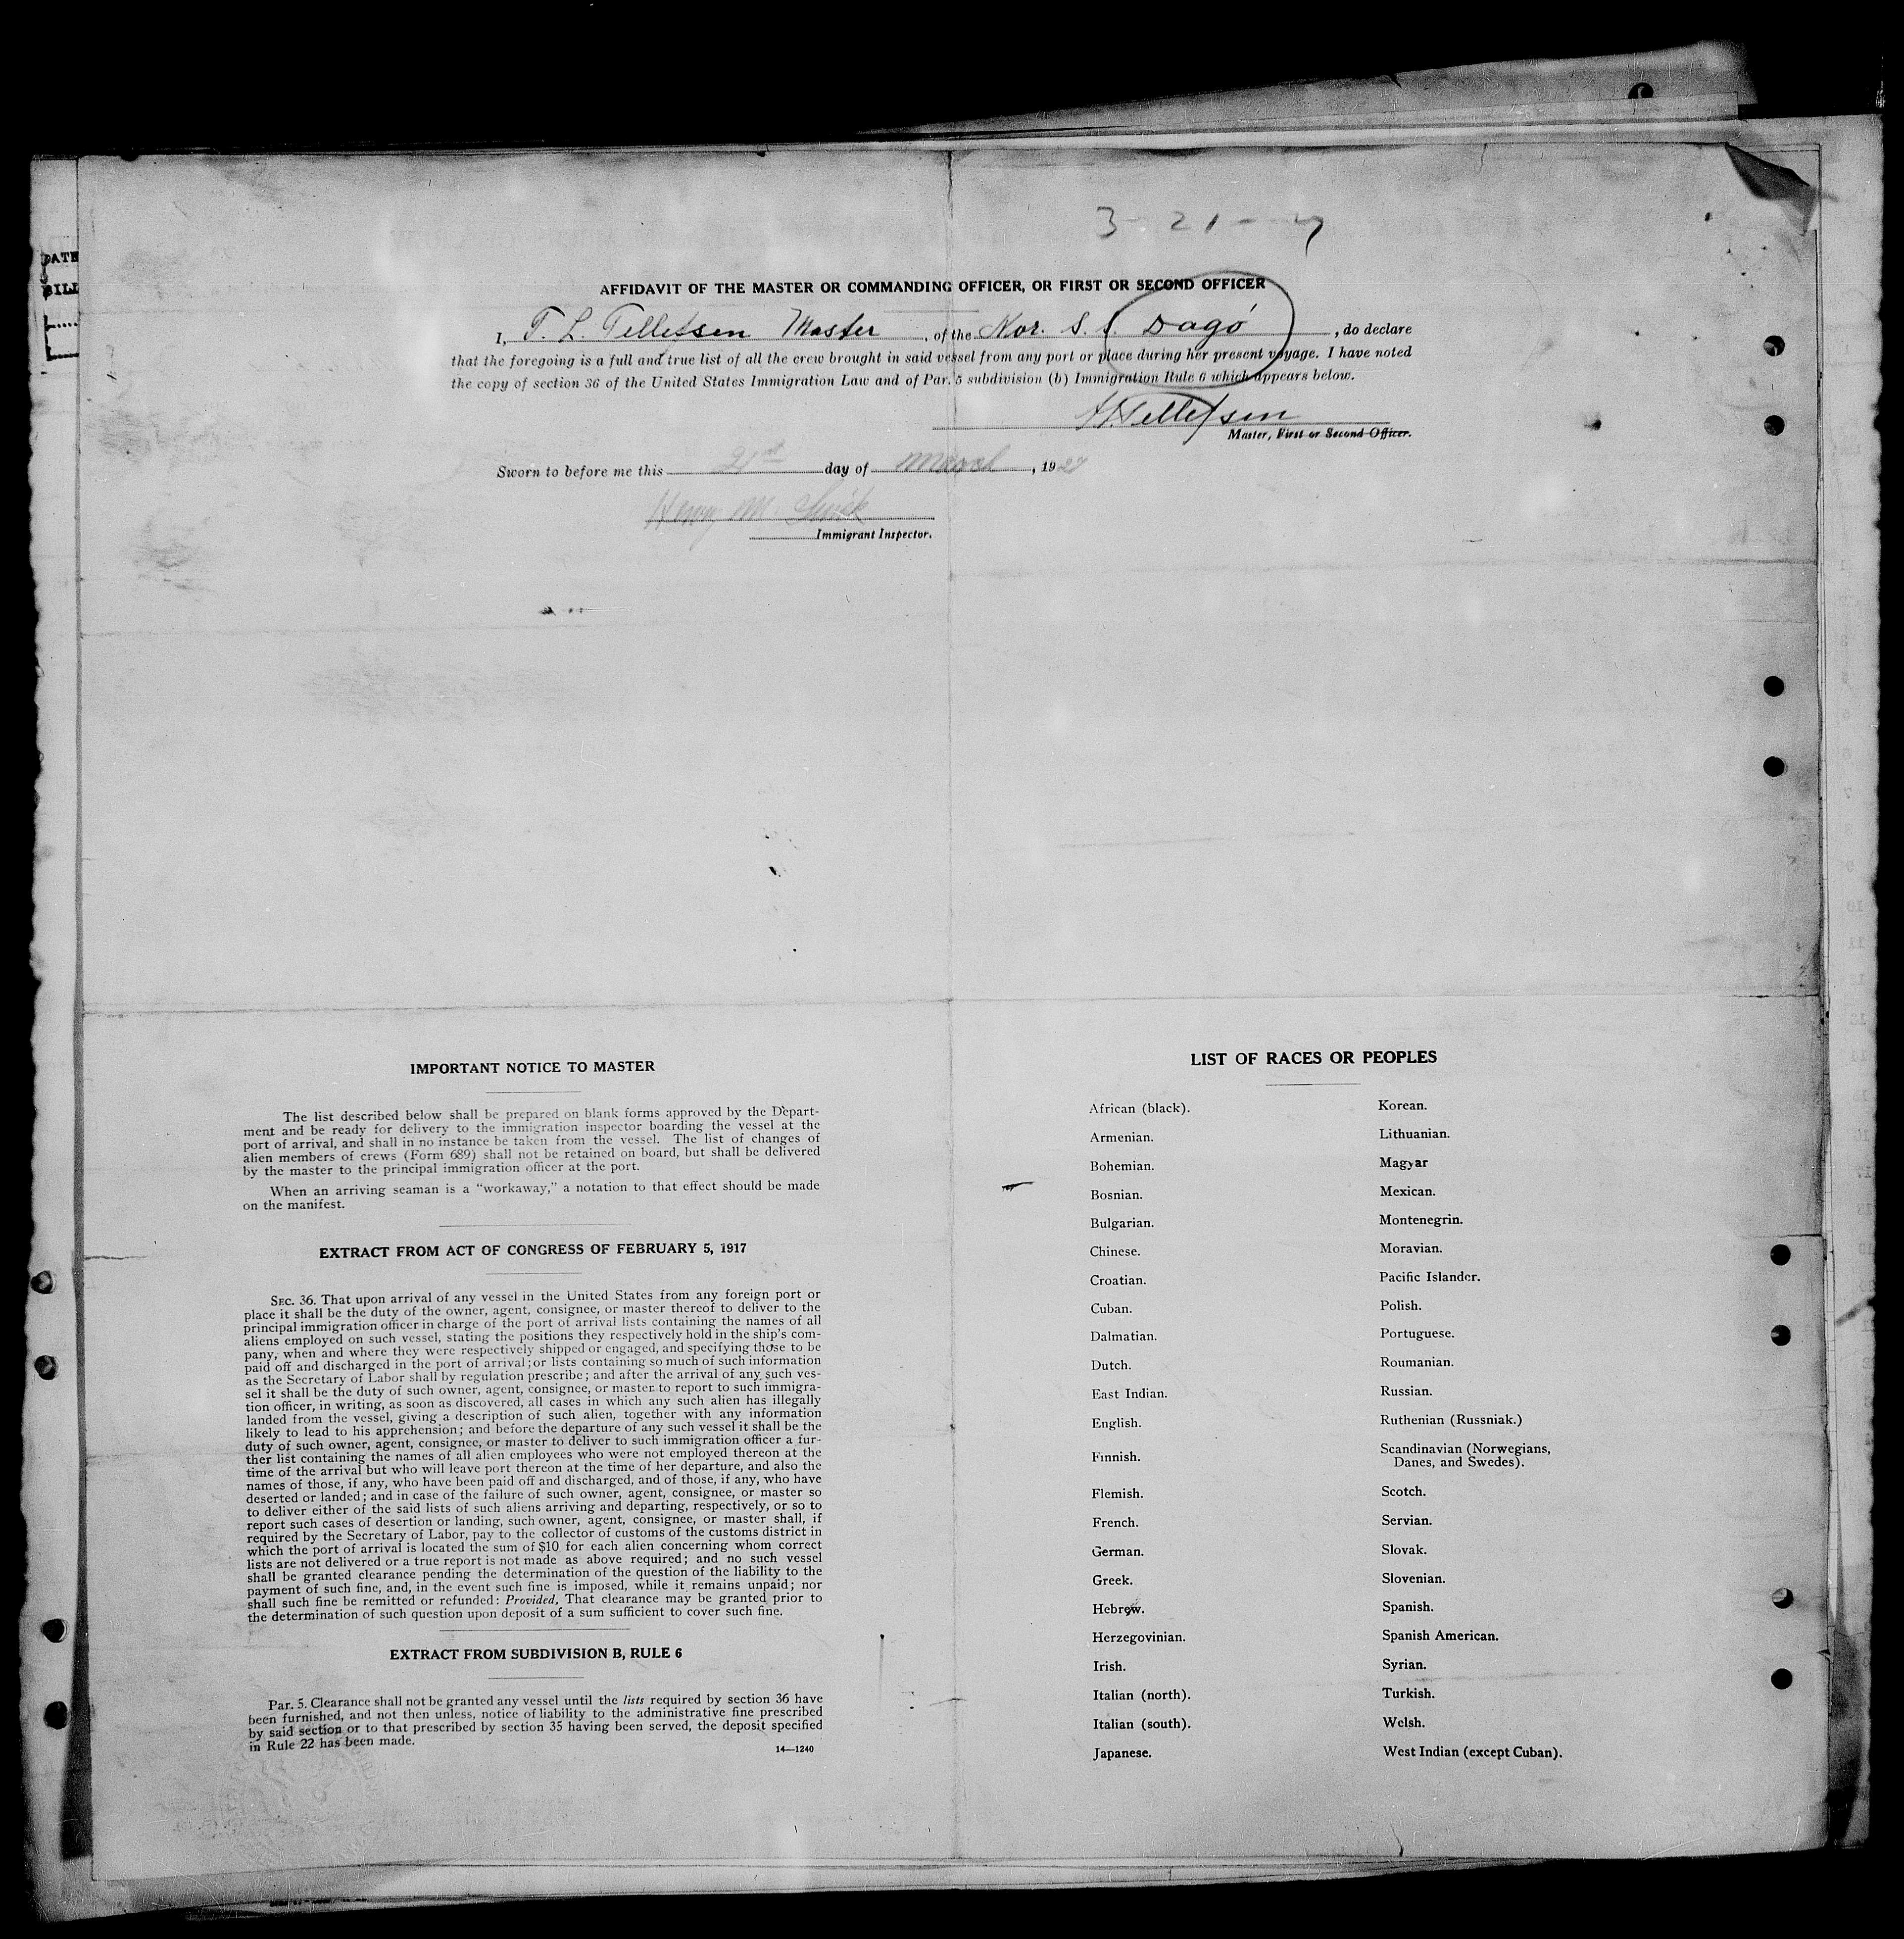 3-21-27
DATE
BILL
AFFIDAVIT OF THE MASTER OR COMMANDING OFFICER, OR FIRST OR SECOND OFFICER
I, T. L. Tellefsen Master, of the Nor. S. S. Dagó, do declare
that the foregoing is a full and true list of all the crew brought in said vessel from any port or place during her present voyage. I have noted
the copy of section 36 of the United States Immigration Law and of Par. 5 subdivision (b) Immigration Rule 6 which appears below.
Tellefsen
Master, First or Second Officer.
Sworn to before me this 21st day of March, 1927
Henry M.
Immigrant Inspector.
IMPORTANT NOTICE TO MASTER
The list described below shall be prepared on blank forms approved by the Depart-
ment and be ready for delivery to the immigration inspector boarding the vessel at the
port of arrival, and shall in no instance be taken from the vessel. The list of changes of
alien members of crews (Form 689) shall not be retained on board, but shall be delivered
by the master to the principal immigration officer at the port.
When an arriving seaman is a “workaway,” a notation to that effect should be made
on the manifest.
EXTRACT FROM ACT OF CONGRESS OF FEBRUARY 5, 1917
SEC. 36. That upon arrival of any vessel in the United States from any foreign port or
place it shall be the duty of the owner, agent, consignee, or master thereof to deliver to the
principal immigration officer in charge of the port of arrival lists containing the names of all
aliens employed on such vessel, stating the positions they respectively hold in the ship's com-
pany, when and where they were respectively shipped or engaged, and specifying those to be
paid off and discharged in the port of arrival; or lists containing so much of such information
as the Secretary of Labor shall by regulation prescribe; and after the arrival of any such ves-
sel it shall be the duty of such owner, agent, consignee, or master to report to such immigra-
tion officer, in writing, as soon as discovered, all cases in which any such alien has illegally
landed from the vessel, giving a description of such alien, together with any information
likely to lead to his apprehension; and before the departure of any such vessel it shall be the
duty of such owner, agent, consignee, or master to deliver to such immigration officer a fur-
ther list containing the names of all alien employees who were not employed thereon at the
time of the arrival but who will leave port thereon at the time of her departure, and also the
names of those, if any, who have been paid off and discharged, and of those, if any, who have
deserted or landed; and in case of the failure of such owner, agent, consignee, or master so
to deliver either of the said lists of such aliens arriving and departing, respectively, or so to
report such cases of desertion or landing, such owner, agent, consignee, or master shall, if
required by the Secretary of Labor, pay to the collector of customs of the customs district in
which the port of arrival is located the sum of $10 for each alien concerning whom correct
lists are not delivered or a true report is not made as above required; and no such vessel
shall be granted clearance pending the determination of the question of the liability to the
payment of such fine, and, in the event such fine is imposed, while it remains unpaid; nor
shall such fine be remitted or refunded: Provided, That clearance may be granted prior to
the determination of such question upon deposit of a sum sufficient to cover such fine.
EXTRACT FROM SUBDIVISION B, RULE 6
Par. 5. Clearance shall not be granted any vessel until the lists required by section 36 have
been furnished, and not then unless, notice of liability to the administrative fine prescribed
by said section or to that prescribed by section 35 having been served, the deposit specified
in Rule 22 has been made.
14—1240
LIST OF RACES OR PEOPLES
African (black).
Armenian.
Bohemian.
Bosnian.
Bulgarian.
Chinese.
Croatian.
Cuban.
Dalmatian.
Dutch.
East Indian.
English.
Finnish.
Flemish.
French.
German.
Greek.
Hebrew.
Herzegovinian.
Irish.
Italian (north).
Italian (south).
Japanese.
Korean.
Lithuanian.
Magyar
Mexican.
Montenegrin.
Moravian.
Pacific Islander.
Polish.
Portuguese.
Roumanian.
Russian.
Ruthenian (Russniak.)
Scandinavian (Norwegians,
Danes, and Swedes).
Scotch.
Servian.
Slovak.
Slovenian.
Spanish.
Spanish American.
Syrian.
Turkish.
Welsh.
West Indian (except Cuban).